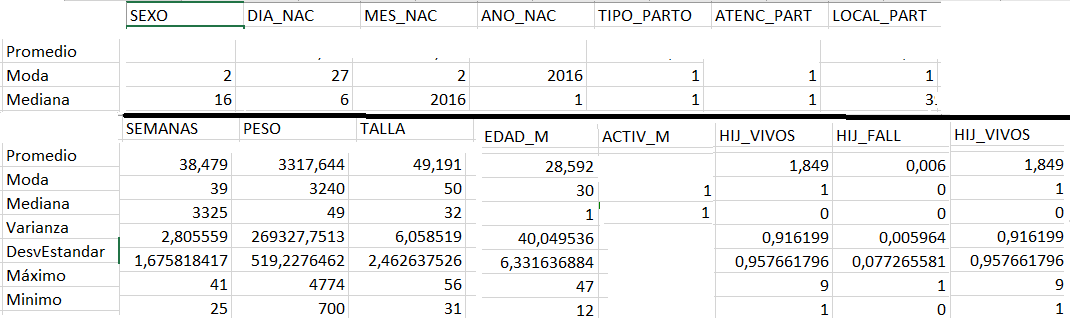 SEXO DIA_NAC MES_NAC ANO_NAC TIPO_PARTO ATENC_PART LOCAL_PART
Promedio
Moda 2 27 2 2016 1 1 1
Mediana 16 6 2016 1 1 1 3.
SEMANAS PESO TALLA EDAD_M ACTIV_M HIJ_VIVOS HIJ_FALL HIJ_VIVOS
Promedio 38,479 3317,644 49,191 28,592 1,849 0,006 1,849
Moda 39 3240 50 30 1 1 0 1
Mediana 3325 49 32 1 1 0 0 0
Varianza 2,805559 269327,7513 6,058519 40,049536 0,916199 0,005964 0,916199
DesvEstandar 1,675818417 519,2276462 2,462637526 6,331636884 0,957661796 0,077265581 0,957661796
Máximo 41 4774 56 47 9 1 9
Minimo 25 700 31 12 1 0 1